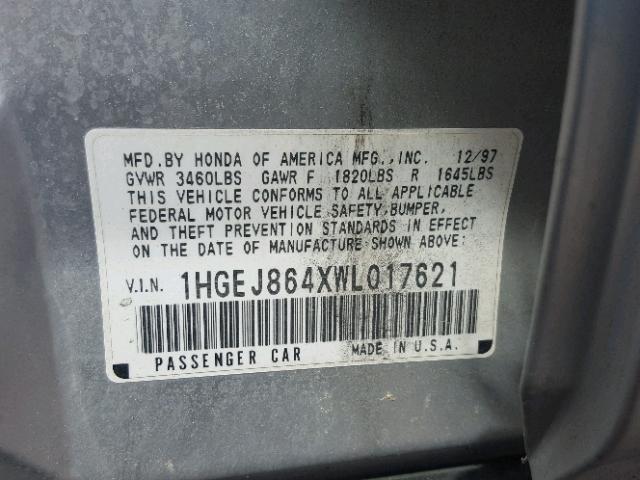 MFD.BY HONDA OF AMERICA MFG.,INC. 12/97
GVWR 3460LBS GAWR F 1820LBS R 1645LBS
THIS VEHICLE CONFORMS TO ALL APPLICABLE
FEDERAL MOTOR VEHICLE SAFETY,BUMPER,
AND THEFT PREVENTION STANDARDS IN EFFECT
ON THE DATE OF MANUFACTURE SHOWN ABOVE:
V.I.N. 1HGEJ864XWL017621
PASSENGER CAR MADE IN U.S.A.